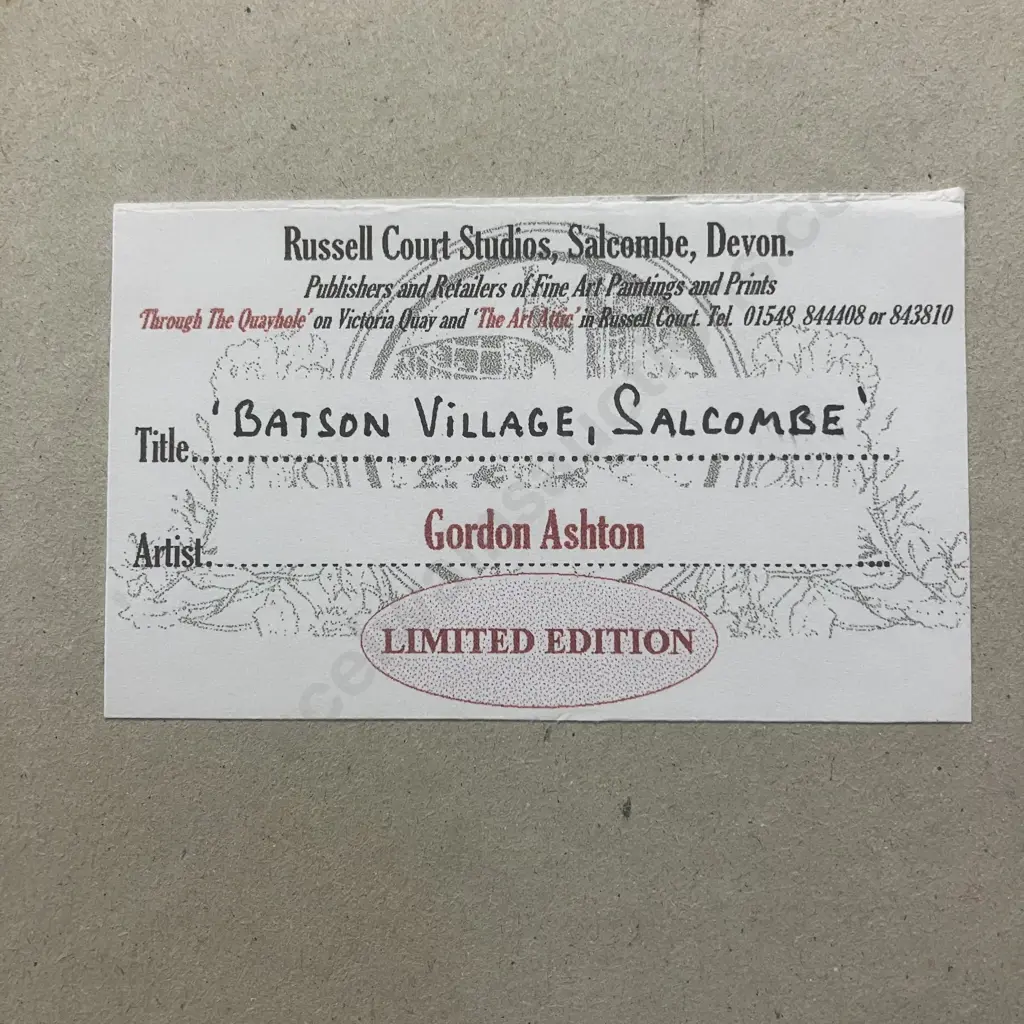 Russell Court Studios, Salcombe, Devon.
Publishers and Retailers of Fine Art Paintings and Prints
'Through The Quayhole' on Victoria Quay and 'The Art Attic' in Russell Court. Tel. 01548 844408 or 843810
Title 'BATSON VILLAGE, SALCOMBE'
Artist Gordon Ashton
LIMITED EDITION